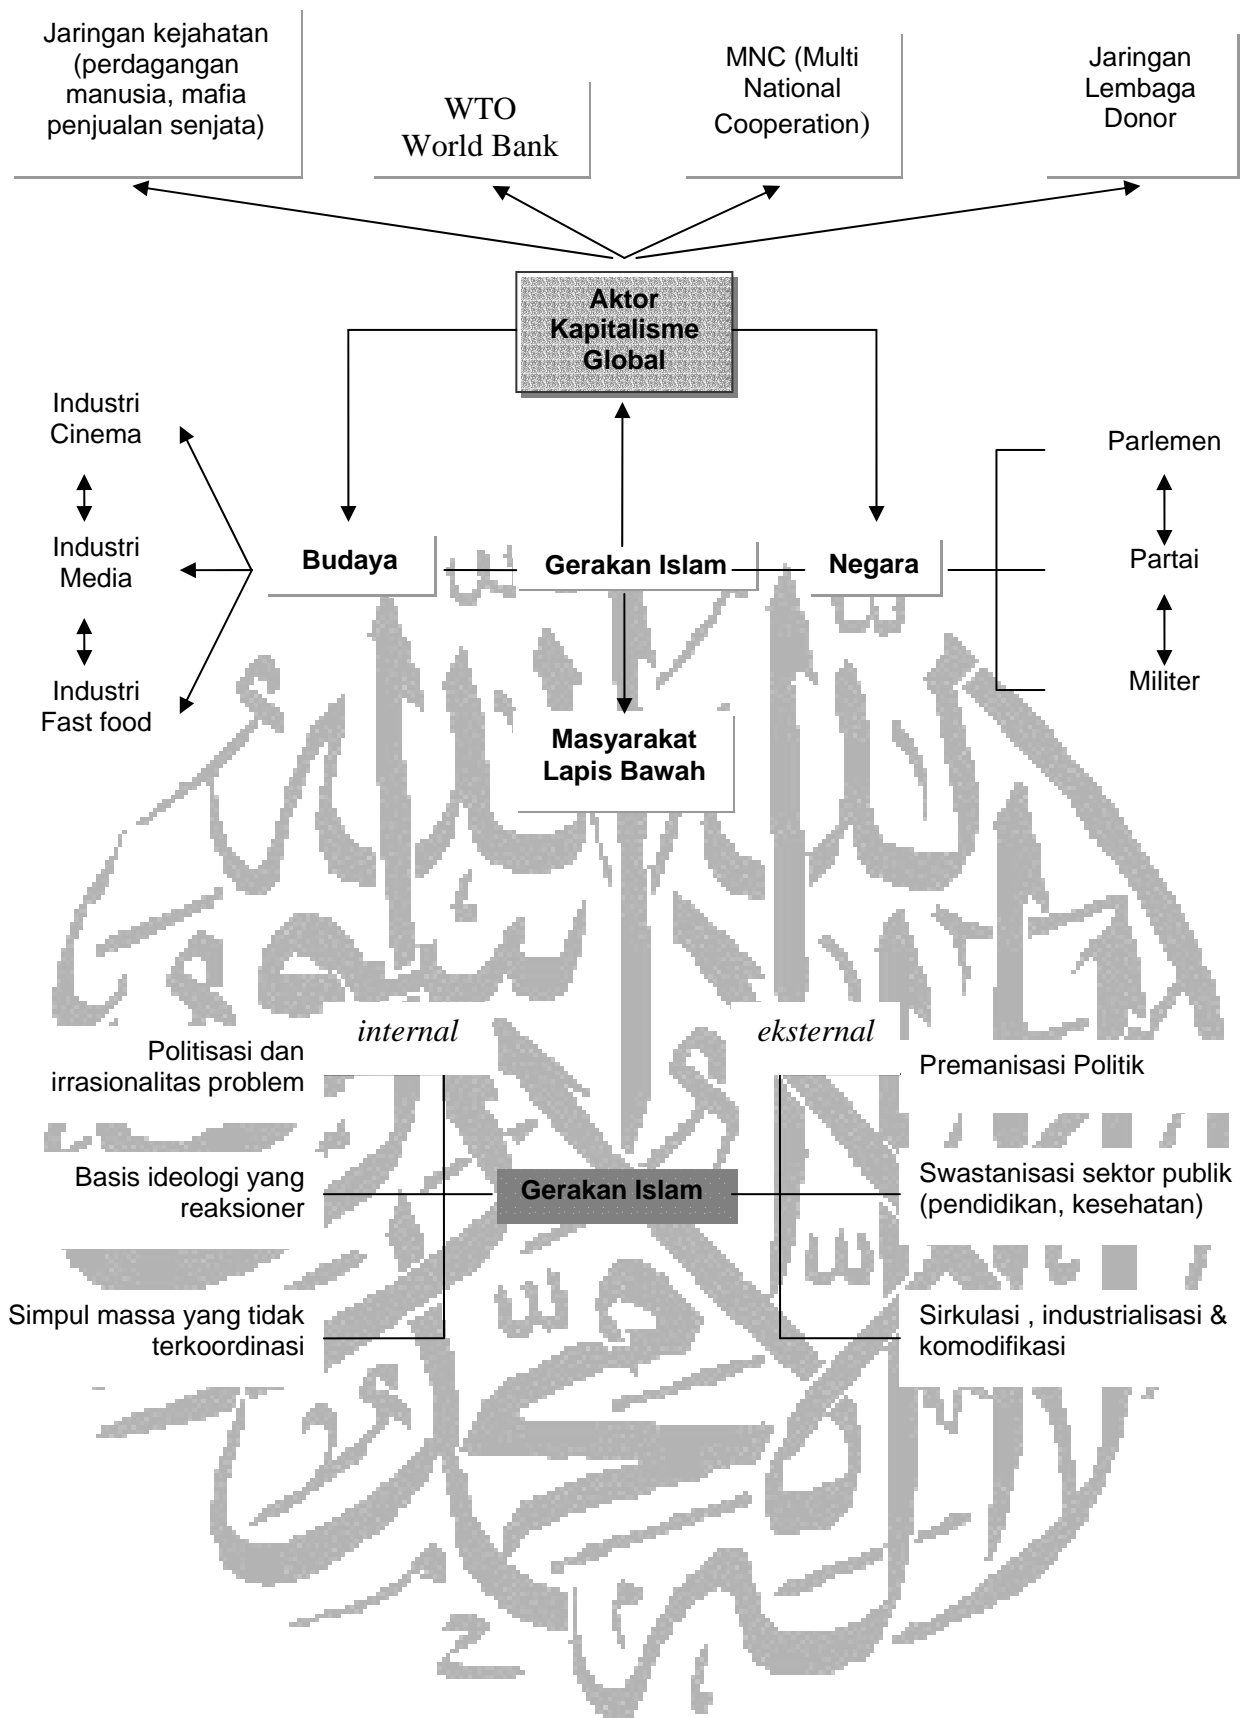 Jaringan kejahatan
(perdagangan
manusia, mafia
penjualan senjata)
WTO
World Bank
MNC (Multi
National
Cooperation)
Jaringan
Lembaga
Donor
Aktor
Kapitalisme
Global
Industri
Cinema
Industri
Media
Industri
Fast food
Budaya
Gerakan Islam
Negara
Parlemen
Partai
Militer
Masyarakat
Lapis Bawah
internal
eksternal
Politisasi dan
irrasionalitas problem
Basis ideologi yang
reaksioner
Simpul massa yang tidak
terkoordinasi
Gerakan Islam
Premanisasi Politik
Swastanisasi sektor publik
(pendidikan, kesehatan)
Sirkulasi , industrialisasi &
komodifikasi